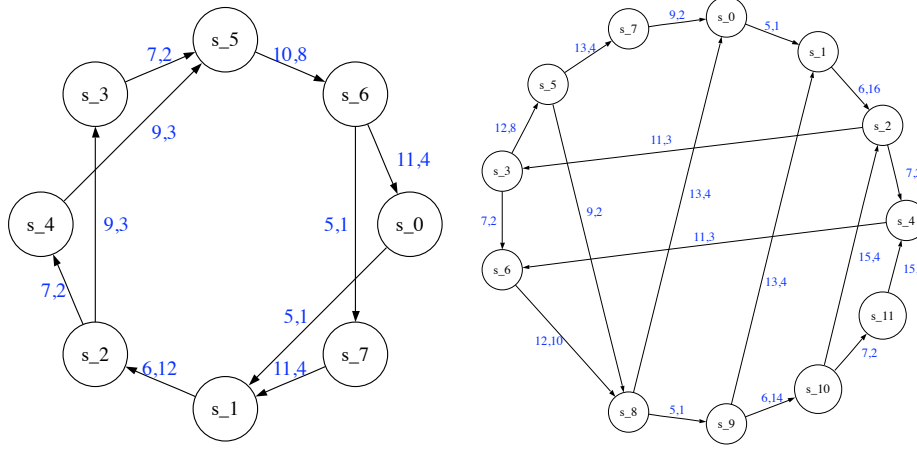 s_5
7,2
10,8
s_3
s_6
9,3
11,4
s_4
s_0
9,3
5,1
7,2
5,1
s_2
s_7
6,12
11,4
s_1
s_0
9,2
5,1
s_7
s_1
13,4
6,16
s_5
s_2
12,8
11,3
s_3
7,
13,4
7,2
9,2
s_4
11,3
s_6
15,4
15,
13,4
s_11
12,10
7,2
s_10
6,14
5,1
s_8
s_9